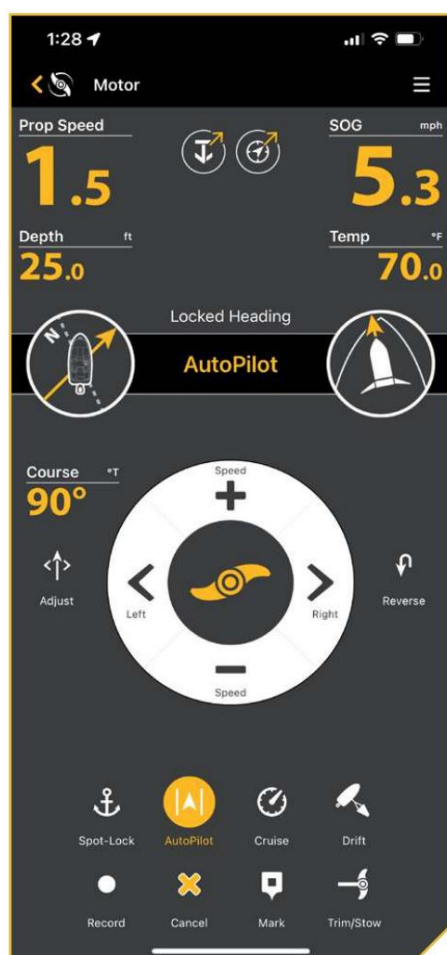 1:28
Motor
Prop Speed
SOG mph
1.5
5.3
Depth ft
Temp °F
25.0
70.0
N
Locked Heading
AutoPilot
Course °T
90°
Speed
Adjust
Left
Right
Reverse
Speed
Spot-Lock AutoPilot Cruise Drift
Record Cancel Mark Trim/Stow